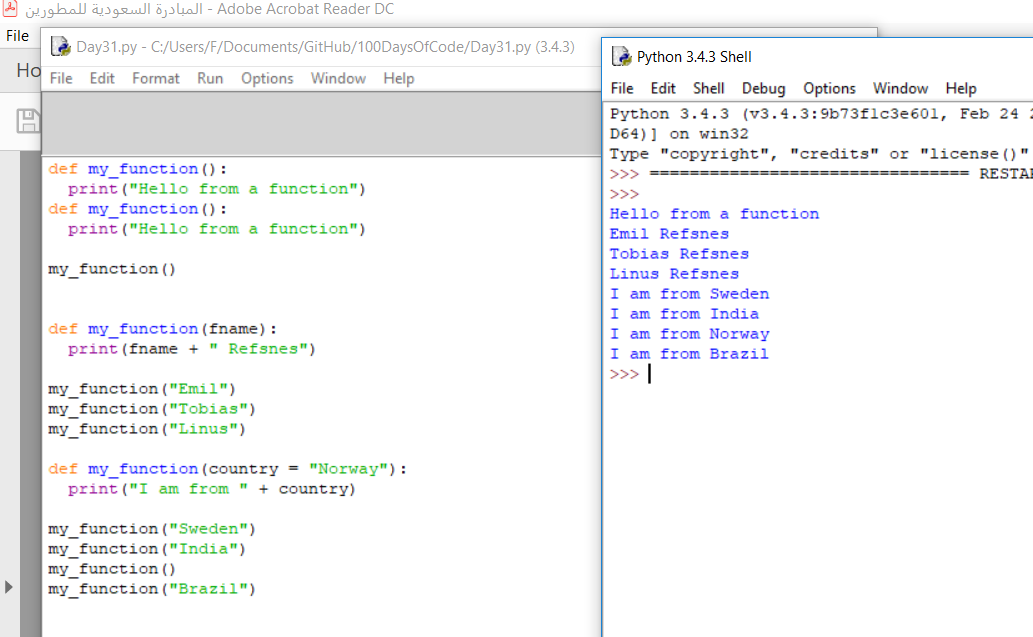 المبادرة السعودية للمطورين - Adobe Acrobat Reader DC
File
Day31.py - C:/Users/F/Documents/GitHub/100DaysOfCode/Day31.py (3.4.3)
File Edit Format Run Options Window Help
def my_function():
  print("Hello from a function")
def my_function():
  print("Hello from a function")
my_function()
def my_function(fname):
  print(fname + " Refsnes")
my_function("Emil")
my_function("Tobias")
my_function("Linus")
def my_function(country = "Norway"):
  print("I am from " + country)
my_function("Sweden")
my_function("India")
my_function()
my_function("Brazil")
Python 3.4.3 Shell
File Edit Shell Debug Options Window Help
Python 3.4.3 (v3.4.3:9b73f1c3e601, Feb 24
D64)] on win32
Type "copyright", "credits" or "license()"
>>> ================================ RESTA
>>>
Hello from a function
Emil Refsnes
Tobias Refsnes
Linus Refsnes
I am from Sweden
I am from India
I am from Norway
I am from Brazil
>>>